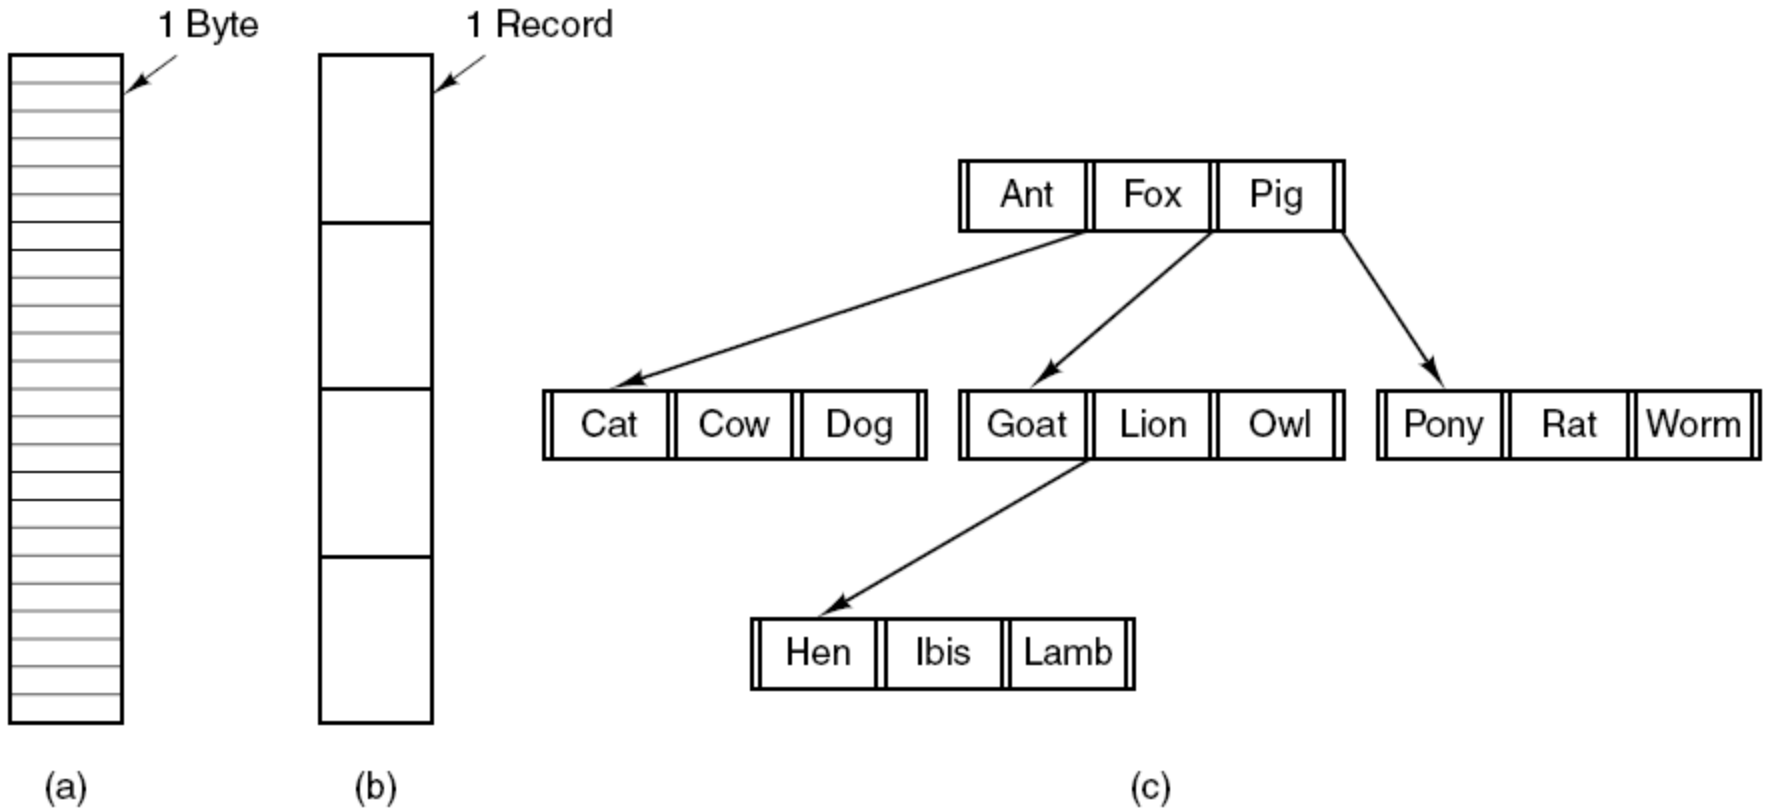 1 Byte
1 Record
Ant Fox Pig
Cat Cow Dog
Goat Lion Owl
Pony Rat Worm
Hen Ibis Lamb
(a)
(b)
(c)